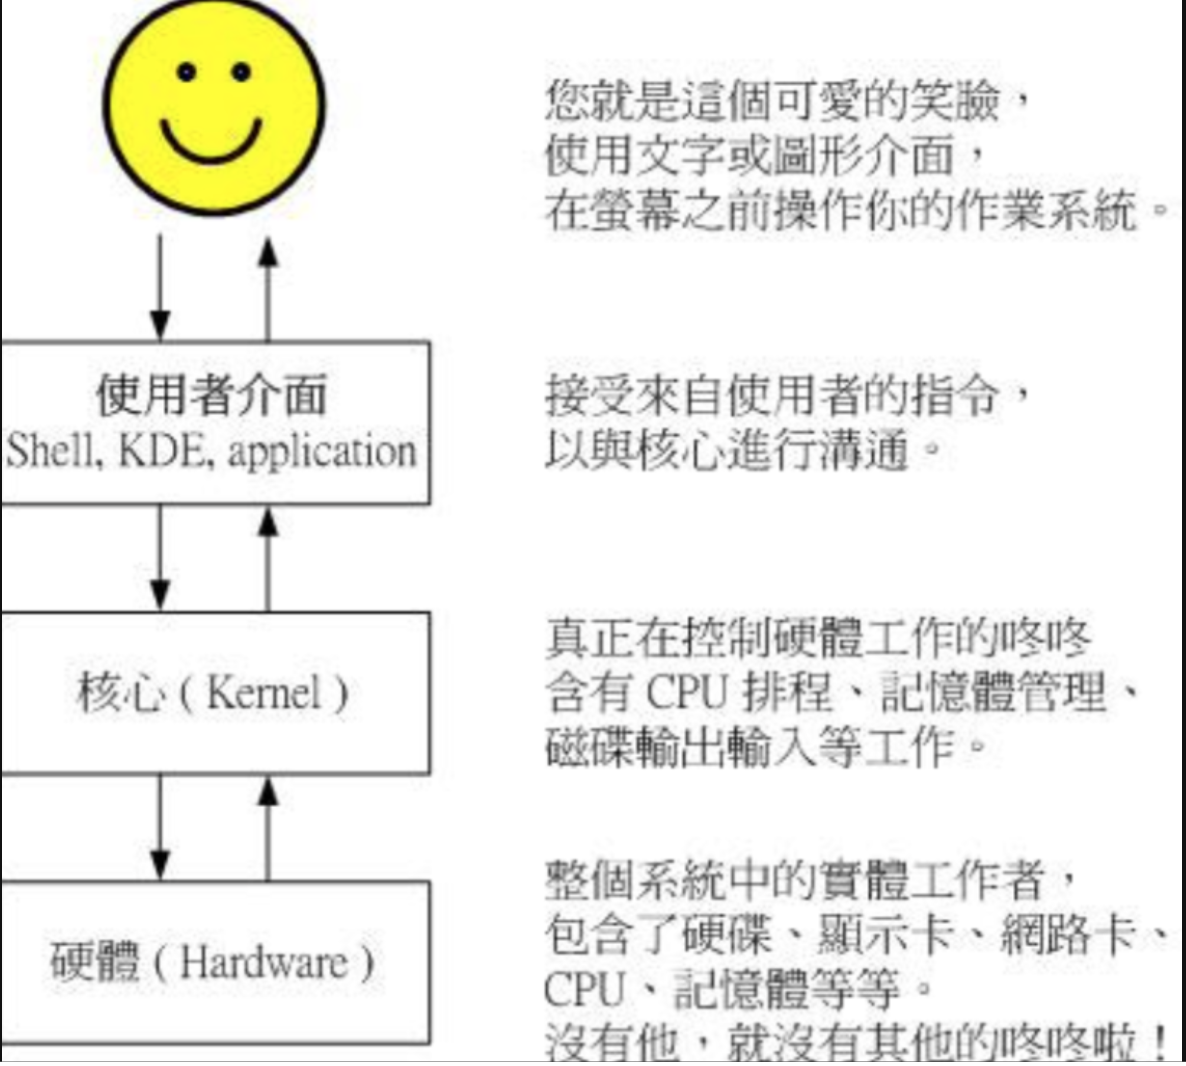 您就是這個可愛的笑臉，
使用文字或圖形介面，
在螢幕之前操作你的作業系統。
使用者介面
Shell, KDE, application
接受來自使用者的指令，
以與核心進行溝通。
核心 ( Kernel )
真正在控制硬體工作的咚咚
含有 CPU 排程、記憶體管理、
磁碟輸出輸入等工作。
硬體 ( Hardware )
整個系統中的實體工作者，
包含了硬碟、顯示卡、網路卡、
CPU、記憶體等等。
沒有他，就沒有其他的咚咚啦！